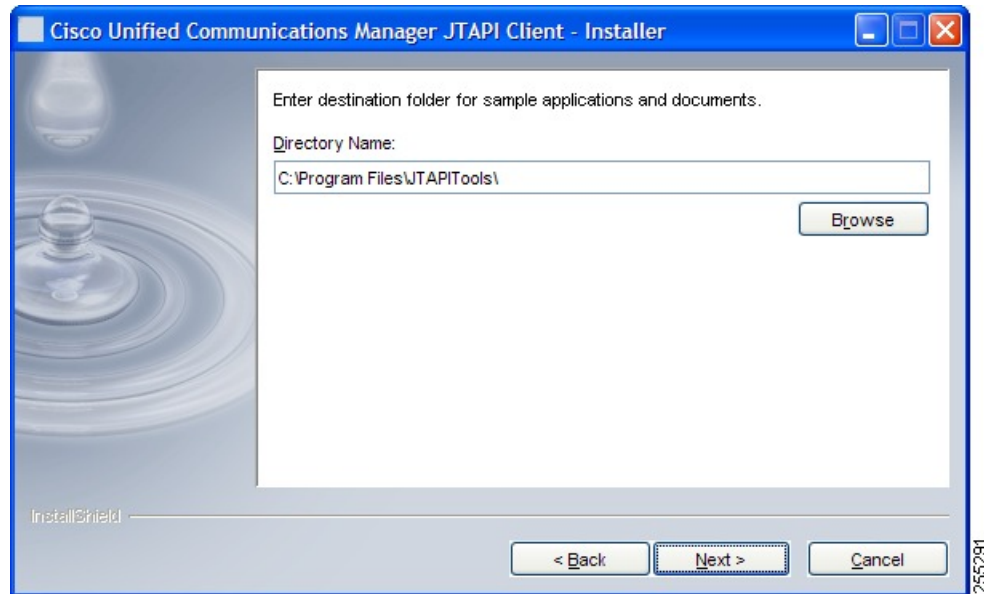 Cisco Unified Communications Manager JTAPI Client - Installer
Enter destination folder for sample applications and documents.
Directory Name:
C:\Program Files\JTAPITools\
Browse
InstallShield
< Back
Next >
Cancel
255291